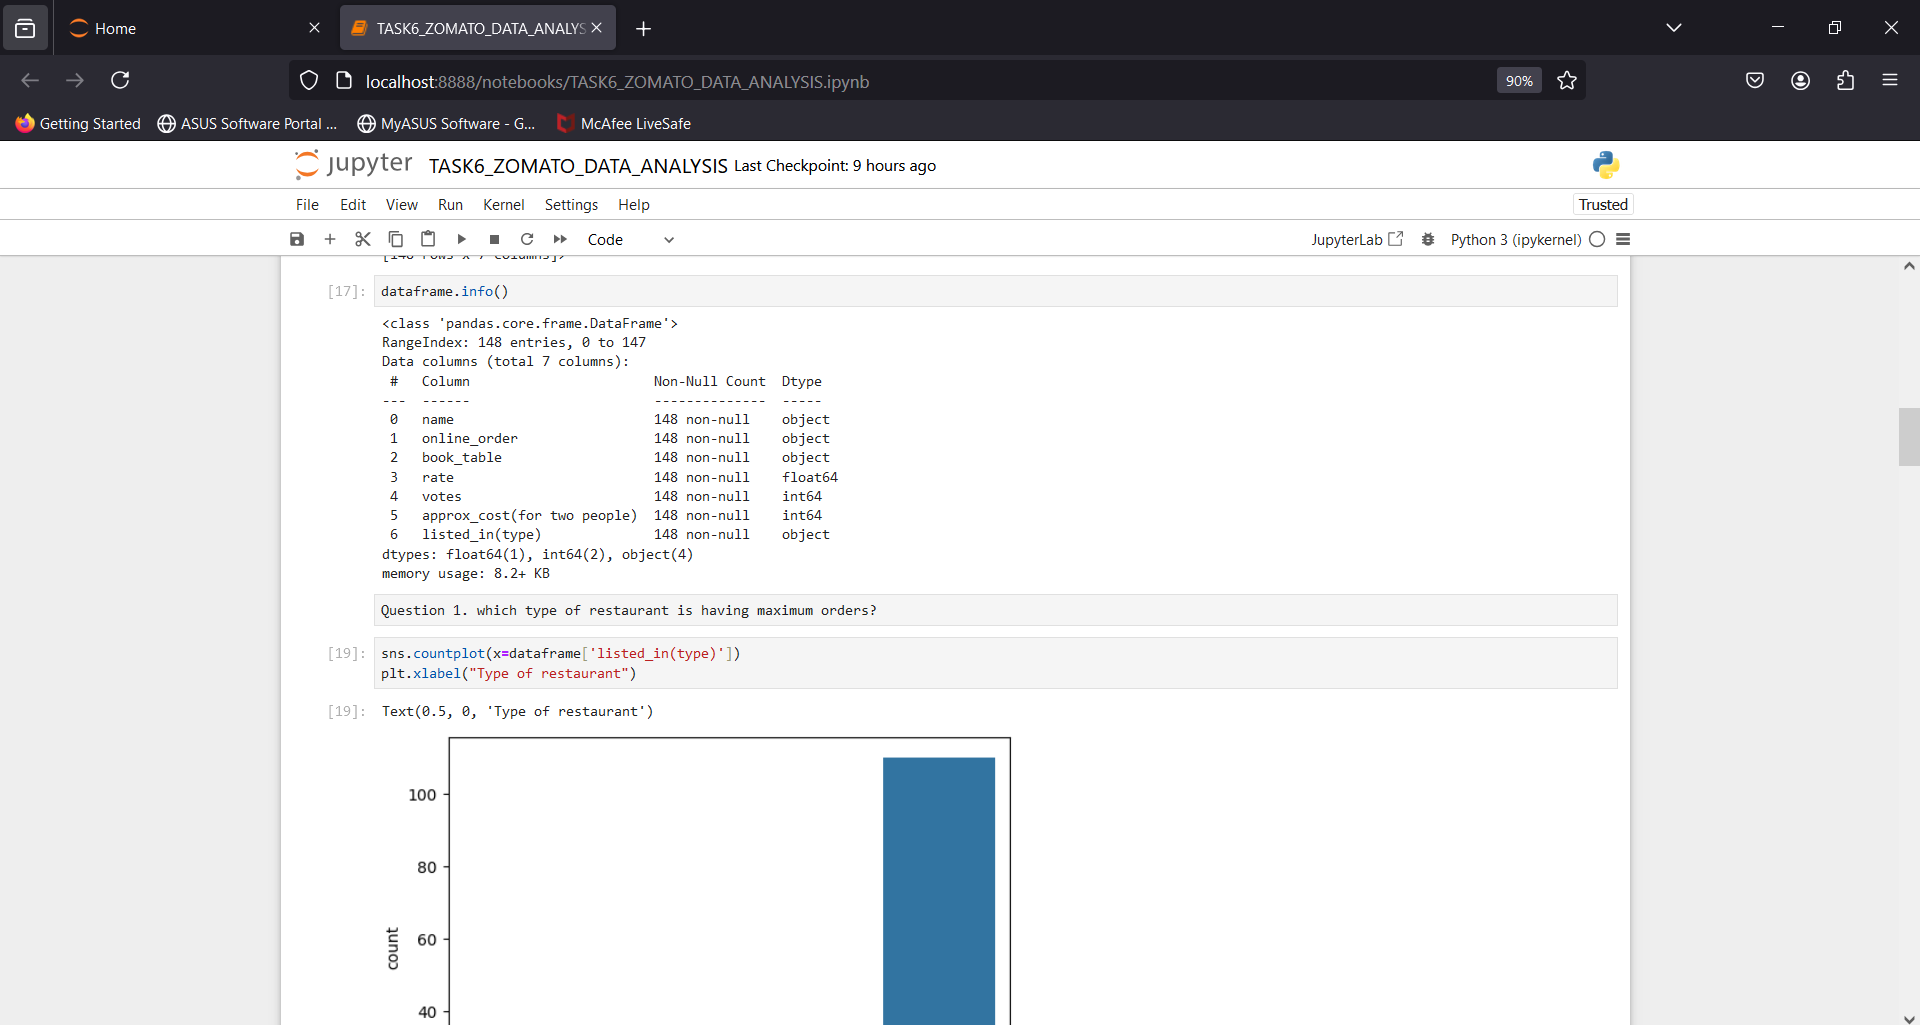 Home
TASK6_ZOMATO_DATA_ANALYS
localhost:8888/notebooks/TASK6_ZOMATO_DATA_ANALYSIS.ipynb
90%
Getting Started
ASUS Software Portal ...
MyASUS Software - G...
McAfee LiveSafe
jupyter
TASK6_ZOMATO_DATA_ANALYSIS Last Checkpoint: 9 hours ago
File Edit View Run Kernel Settings Help
Trusted
Code
JupyterLab
Python 3 (ipykernel)
[148 rows x 7 columns]>
[17]: dataframe.info()
<class 'pandas.core.frame.DataFrame'>
RangeIndex: 148 entries, 0 to 147
Data columns (total 7 columns):
# Column Non-Null Count Dtype
--- ------ -------------- -----
0 name 148 non-null object
1 online_order 148 non-null object
2 book_table 148 non-null object
3 rate 148 non-null float64
4 votes 148 non-null int64
5 approx_cost(for two people) 148 non-null int64
6 listed_in(type) 148 non-null object
dtypes: float64(1), int64(2), object(4)
memory usage: 8.2+ KB
Question 1. which type of restaurant is having maximum orders?
[19]: sns.countplot(x=dataframe['listed_in(type)'])
plt.xlabel("Type of restaurant")
[19]: Text(0.5, 0, 'Type of restaurant')
100
80
60
40
count